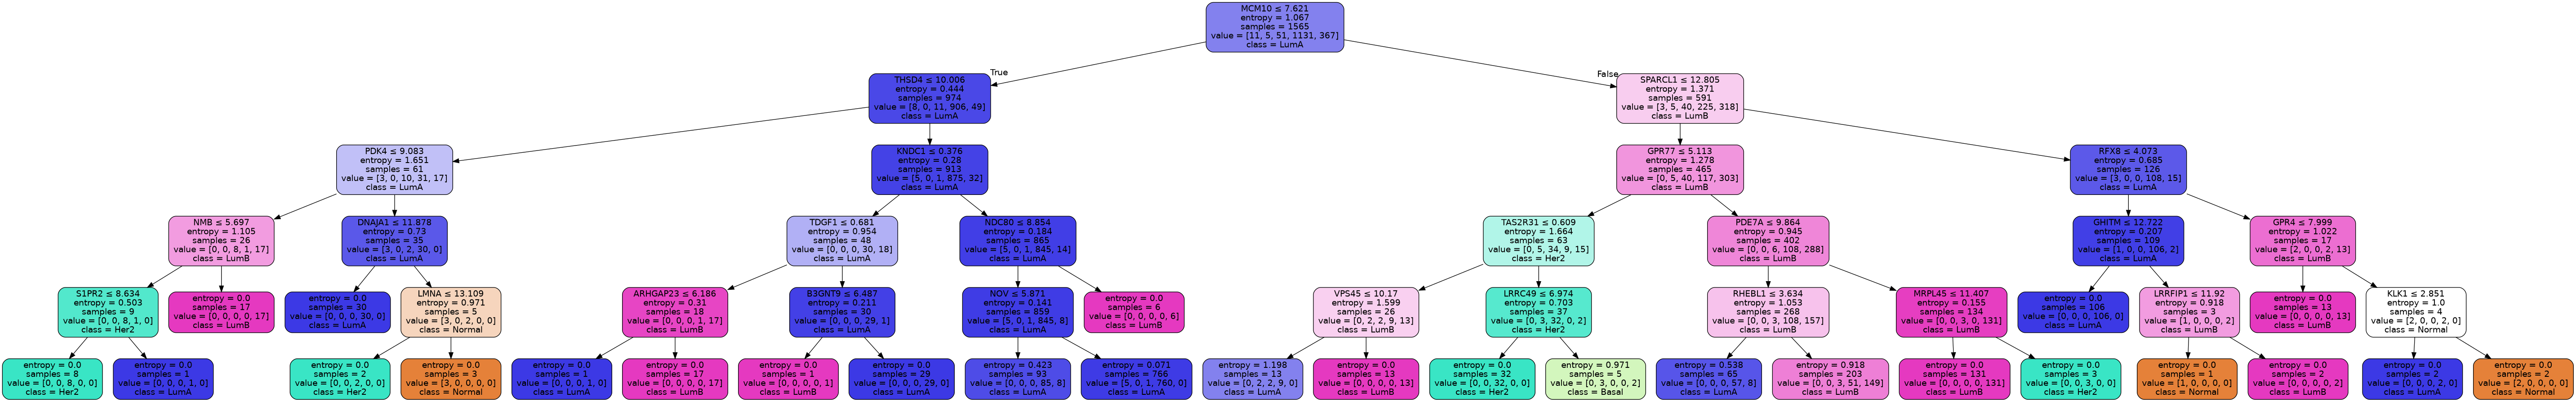 MCM10 ≤ 7.621
entropy = 1.067
samples = 1565
value = [11, 5, 51, 1131, 367]
class = LumA
True
False
THSD4 ≤ 10.006
entropy = 0.444
samples = 974
value = [8, 0, 11, 906, 49]
class = LumA
SPARCL1 ≤ 12.805
entropy = 1.371
samples = 591
value = [3, 5, 40, 225, 318]
class = LumB
PDK4 ≤ 9.083
entropy = 1.651
samples = 61
value = [3, 0, 10, 31, 17]
class = LumA
KNDC1 ≤ 0.376
entropy = 0.28
samples = 913
value = [5, 0, 1, 875, 32]
class = LumA
GPR77 ≤ 5.113
entropy = 1.278
samples = 465
value = [0, 5, 40, 117, 303]
class = LumB
RFX8 ≤ 4.073
entropy = 0.685
samples = 126
value = [3, 0, 0, 108, 15]
class = LumA
NMB ≤ 5.697
entropy = 1.105
samples = 26
value = [0, 0, 8, 1, 17]
class = LumB
DNAJA1 ≤ 11.878
entropy = 0.73
samples = 35
value = [3, 0, 2, 30, 0]
class = LumA
TDGF1 ≤ 0.681
entropy = 0.954
samples = 48
value = [0, 0, 0, 30, 18]
class = LumA
NDC80 ≤ 8.854
entropy = 0.184
samples = 865
value = [5, 0, 1, 845, 14]
class = LumA
TAS2R31 ≤ 0.609
entropy = 1.664
samples = 63
value = [0, 5, 34, 9, 15]
class = Her2
PDE7A ≤ 9.864
entropy = 0.945
samples = 402
value = [0, 0, 6, 108, 288]
class = LumB
GHITM ≤ 12.722
entropy = 0.207
samples = 109
value = [1, 0, 0, 106, 2]
class = LumA
GPR4 ≤ 7.999
entropy = 1.022
samples = 17
value = [2, 0, 0, 2, 13]
class = LumB
S1PR2 ≤ 8.634
entropy = 0.503
samples = 9
value = [0, 0, 8, 1, 0]
class = Her2
entropy = 0.0
samples = 17
value = [0, 0, 0, 0, 17]
class = LumB
entropy = 0.0
samples = 30
value = [0, 0, 0, 30, 0]
class = LumA
LMNA ≤ 13.109
entropy = 0.971
samples = 5
value = [3, 0, 2, 0, 0]
class = Normal
ARHGAP23 ≤ 6.186
entropy = 0.31
samples = 18
value = [0, 0, 0, 1, 17]
class = LumB
B3GNT9 ≤ 6.487
entropy = 0.211
samples = 30
value = [0, 0, 0, 29, 1]
class = LumA
NOV ≤ 5.871
entropy = 0.141
samples = 859
value = [5, 0, 1, 845, 8]
class = LumA
entropy = 0.0
samples = 6
value = [0, 0, 0, 0, 6]
class = LumB
VPS45 ≤ 10.17
entropy = 1.599
samples = 26
value = [0, 2, 2, 9, 13]
class = LumB
LRRC49 ≤ 6.974
entropy = 0.703
samples = 37
value = [0, 3, 32, 0, 2]
class = Her2
RHEBL1 ≤ 3.634
entropy = 1.053
samples = 268
value = [0, 0, 3, 108, 157]
class = LumB
MRPL45 ≤ 11.407
entropy = 0.155
samples = 134
value = [0, 0, 3, 0, 131]
class = LumB
entropy = 0.0
samples = 106
value = [0, 0, 0, 106, 0]
class = LumA
LRRFIP1 ≤ 11.92
entropy = 0.918
samples = 3
value = [1, 0, 0, 0, 2]
class = LumB
entropy = 0.0
samples = 13
value = [0, 0, 0, 0, 13]
class = LumB
KLK1 ≤ 2.851
entropy = 1.0
samples = 4
value = [2, 0, 0, 2, 0]
class = Normal
entropy = 0.0
samples = 8
value = [0, 0, 8, 0, 0]
class = Her2
entropy = 0.0
samples = 1
value = [0, 0, 0, 1, 0]
class = LumA
entropy = 0.0
samples = 2
value = [0, 0, 2, 0, 0]
class = Her2
entropy = 0.0
samples = 3
value = [3, 0, 0, 0, 0]
class = Normal
entropy = 0.0
samples = 1
value = [0, 0, 0, 1, 0]
class = LumA
entropy = 0.0
samples = 17
value = [0, 0, 0, 0, 17]
class = LumB
entropy = 0.0
samples = 1
value = [0, 0, 0, 0, 1]
class = LumB
entropy = 0.0
samples = 29
value = [0, 0, 0, 29, 0]
class = LumA
entropy = 0.423
samples = 93
value = [0, 0, 0, 85, 8]
class = LumA
entropy = 0.071
samples = 766
value = [5, 0, 1, 760, 0]
class = LumA
entropy = 1.198
samples = 13
value = [0, 2, 2, 9, 0]
class = LumA
entropy = 0.0
samples = 13
value = [0, 0, 0, 0, 13]
class = LumB
entropy = 0.0
samples = 32
value = [0, 0, 32, 0, 0]
class = Her2
entropy = 0.971
samples = 5
value = [0, 3, 0, 0, 2]
class = Basal
entropy = 0.538
samples = 65
value = [0, 0, 0, 57, 8]
class = LumA
entropy = 0.918
samples = 203
value = [0, 0, 3, 51, 149]
class = LumB
entropy = 0.0
samples = 131
value = [0, 0, 0, 0, 131]
class = LumB
entropy = 0.0
samples = 3
value = [0, 0, 3, 0, 0]
class = Her2
entropy = 0.0
samples = 1
value = [1, 0, 0, 0, 0]
class = Normal
entropy = 0.0
samples = 2
value = [0, 0, 0, 0, 2]
class = LumB
entropy = 0.0
samples = 2
value = [0, 0, 0, 2, 0]
class = LumA
entropy = 0.0
samples = 2
value = [2, 0, 0, 0, 0]
class = Normal